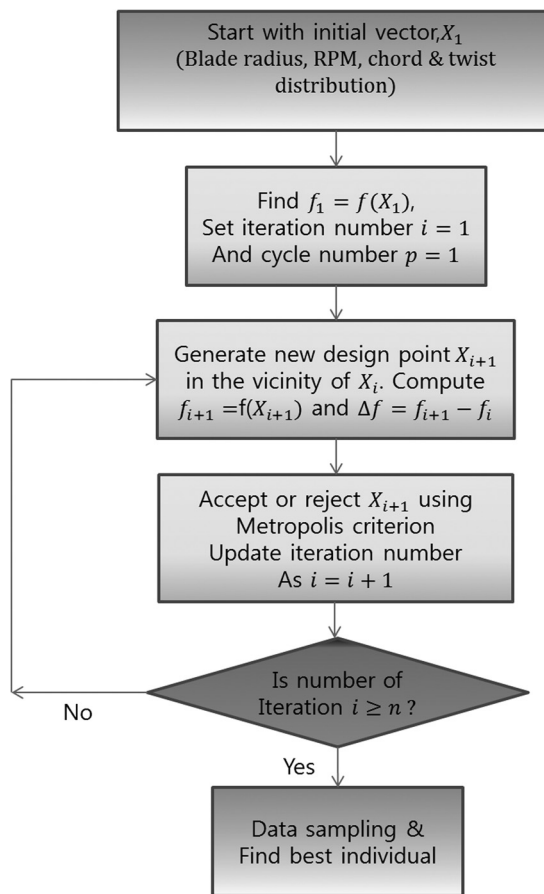 Start with initial vector,X₁
(Blade radius, RPM, chord & twist
distribution)
Find f₁ = f(X₁),
Set iteration number i = 1
And cycle number p = 1
Generate new design point Xᵢ₊₁
in the vicinity of Xᵢ. Compute
fᵢ₊₁ =f(Xᵢ₊₁) and Δf = fᵢ₊₁ − fᵢ
Accept or reject Xᵢ₊₁ using
Metropolis criterion
Update iteration number
As i = i + 1
Is number of
Iteration i ≥ n ?
No
Yes
Data sampling &
Find best individual